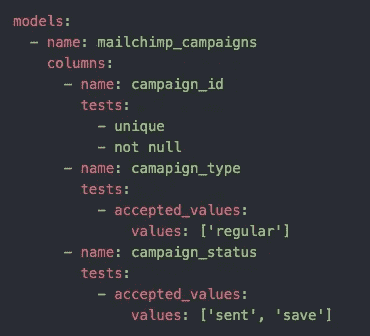 models:
  - name: mailchimp_campaigns
    columns:
      - name: campaign_id
        tests:
          - unique
          - not null
      - name: camapign_type
        tests:
          - accepted_values:
              values: ['regular']
      - name: campaign_status
        tests:
          - accepted_values:
              values: ['sent', 'save']